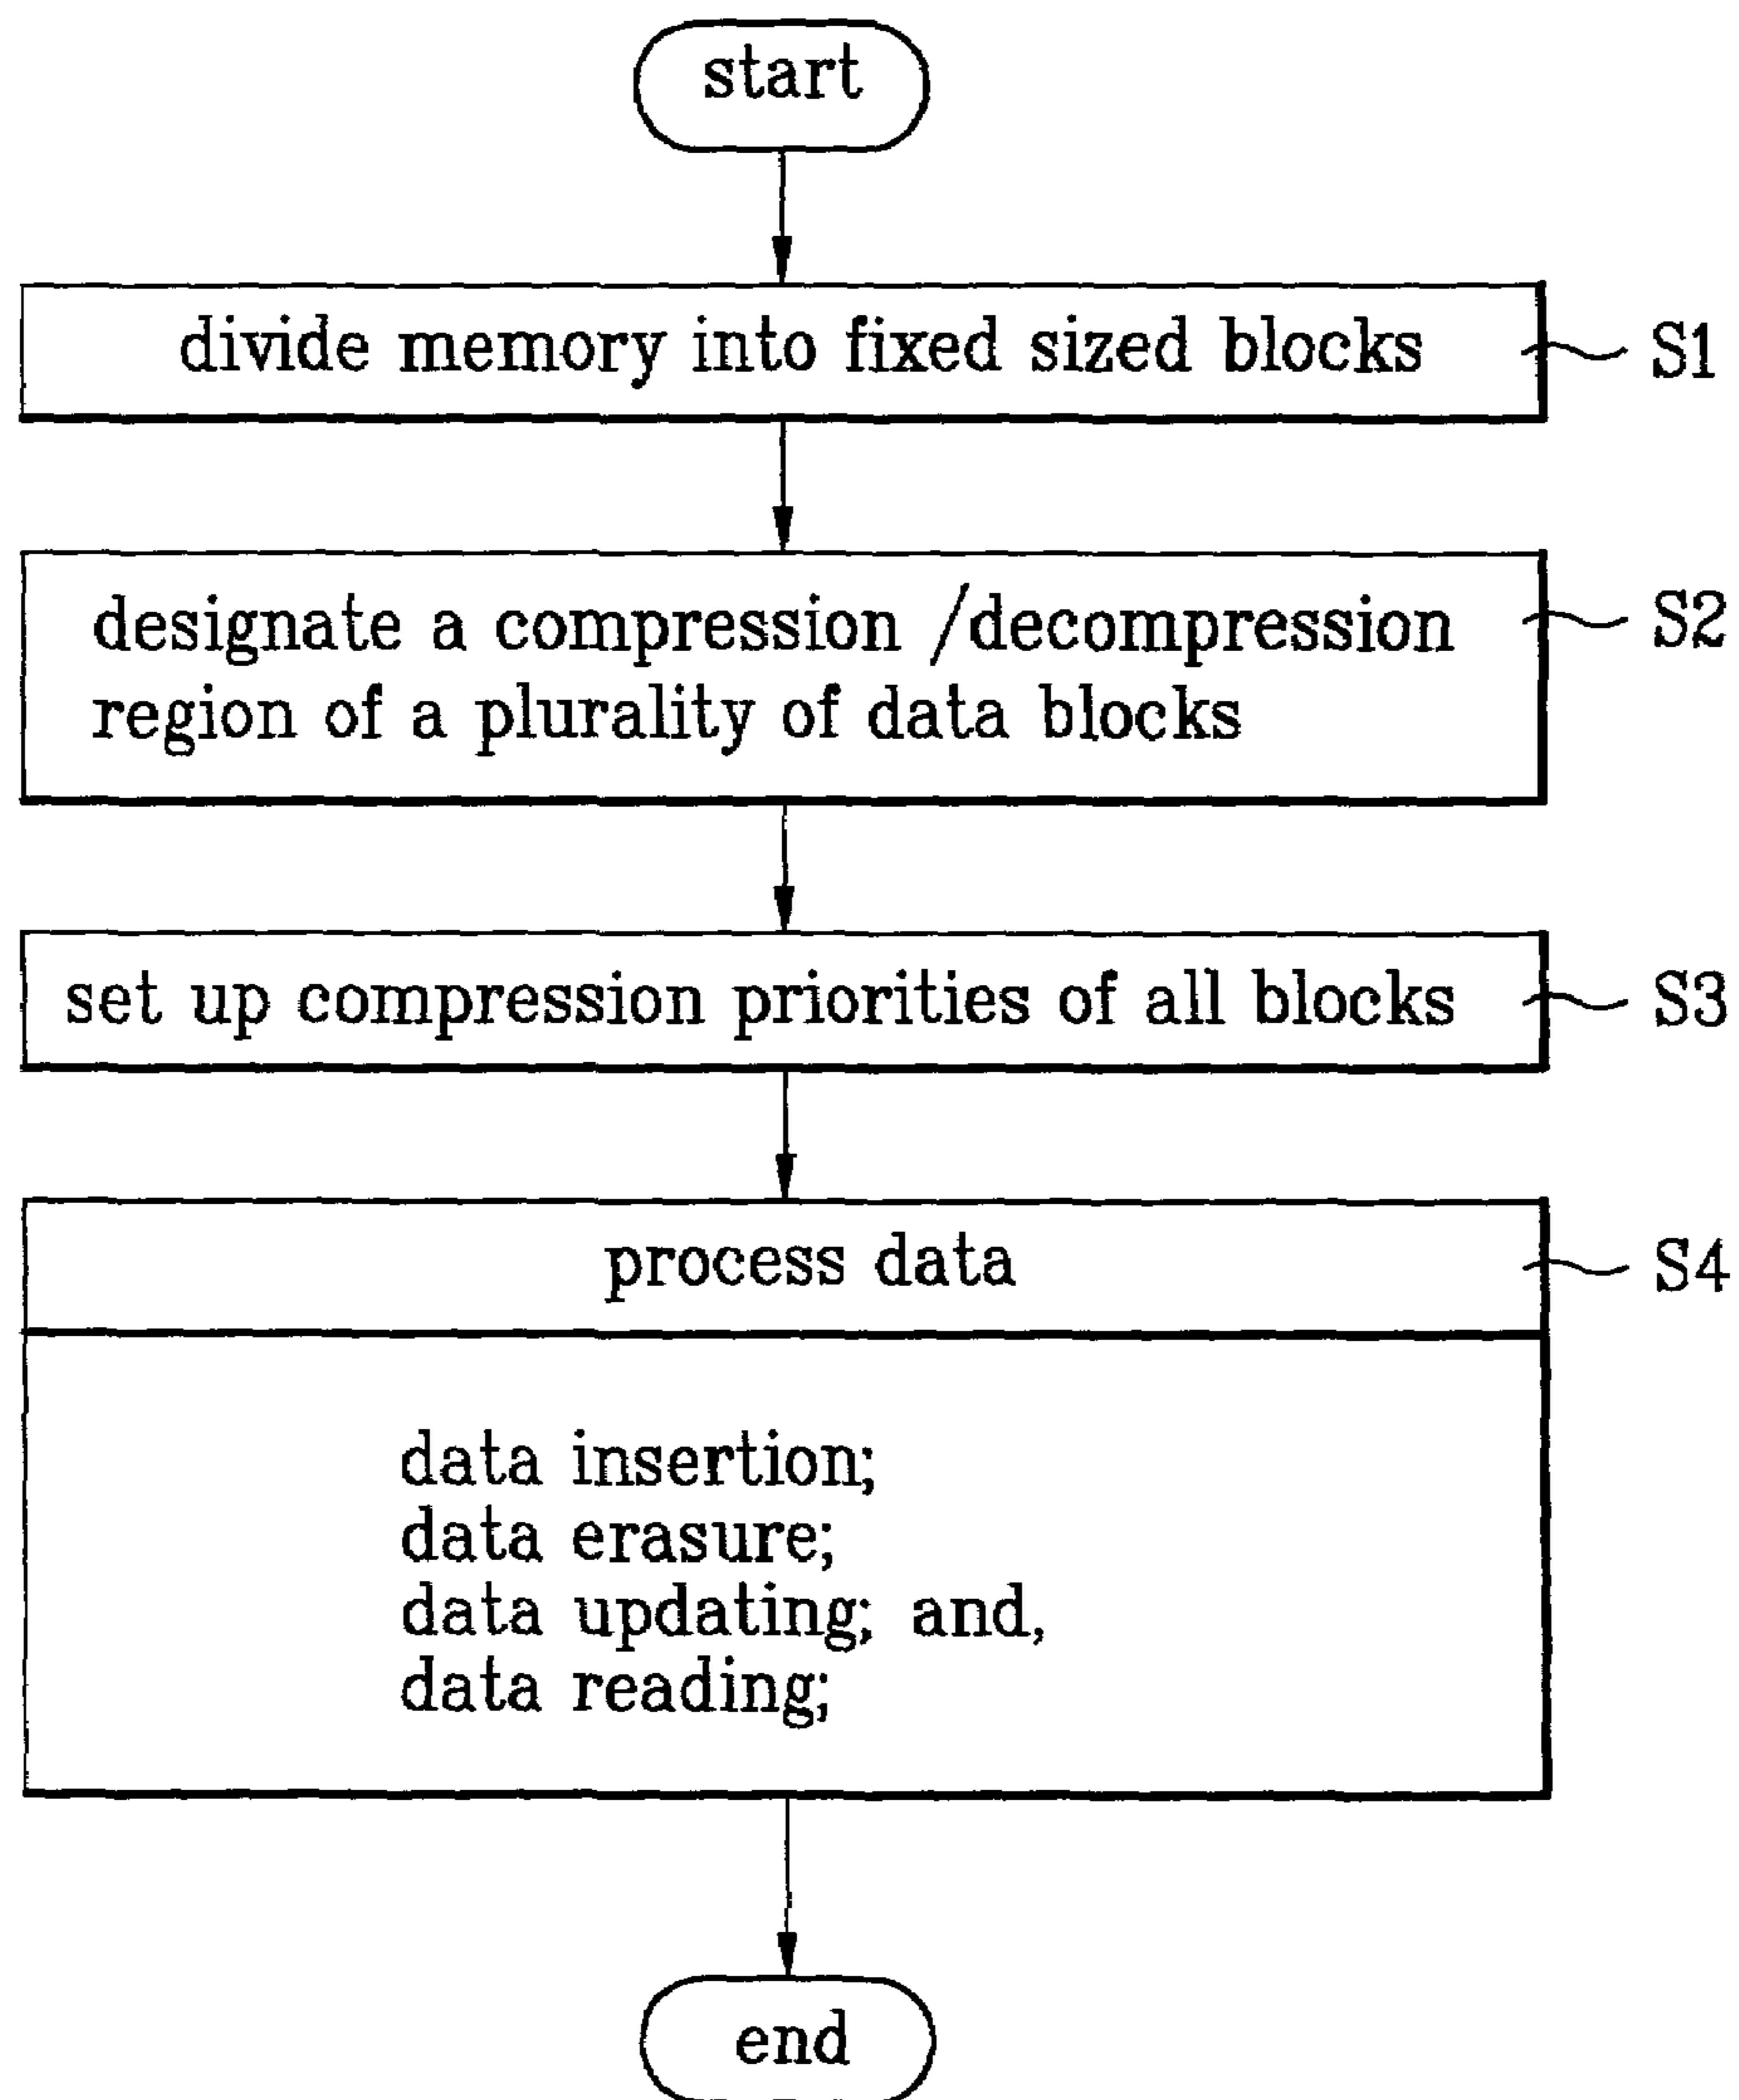 start
divide memory into fixed sized blocks
S1
designate a compression /decompression
region of a plurality of data blocks
S2
set up compression priorities of all blocks
S3
process data
S4
data insertion;
data erasure;
data updating; and,
data reading;
end